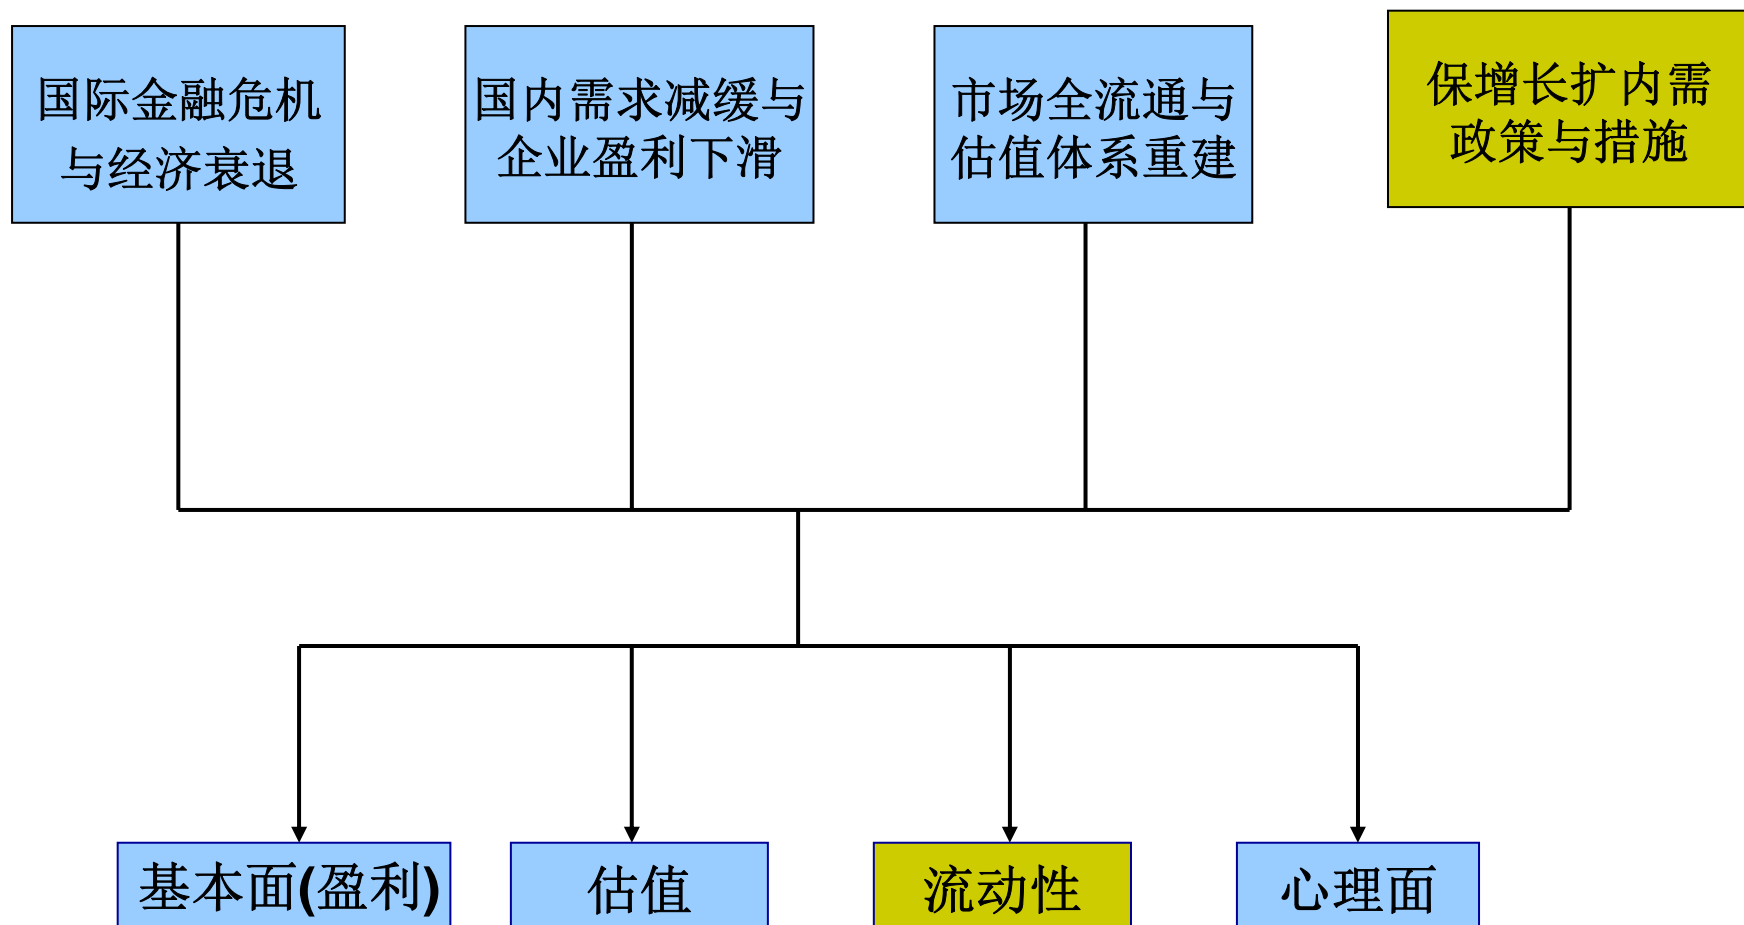 国际金融危机
与经济衰退
国内需求减缓与
企业盈利下滑
市场全流通与
估值体系重建
保增长扩内需
政策与措施
基本面(盈利)
估值
流动性
心理面